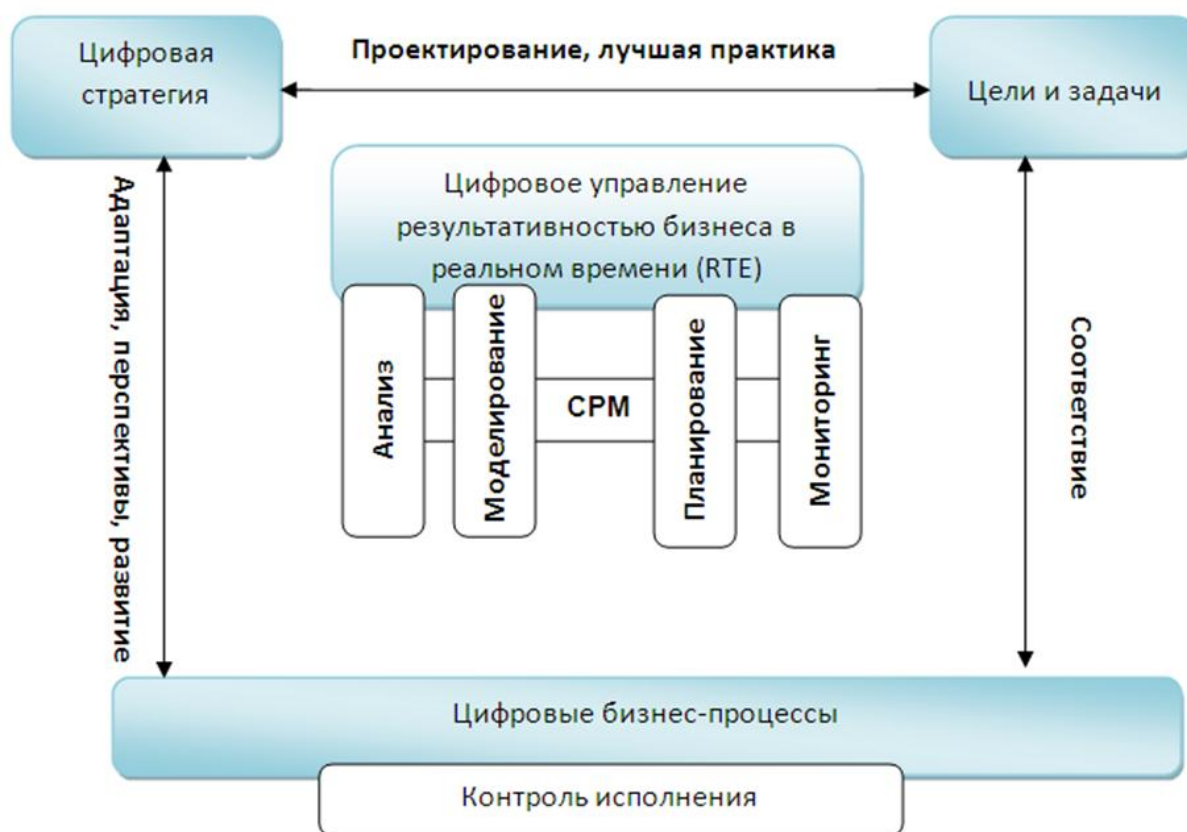 Цифровая
стратегия
Проектирование, лучшая практика
Цели и задачи
Адаптация, перспективы, развитие
Цифровое управление
результативностью бизнеса в
реальном времени (RTE)
Анализ
Моделирование
CPM
Планирование
Мониторинг
Соответствие
Цифровые бизнес-процессы
Контроль исполнения